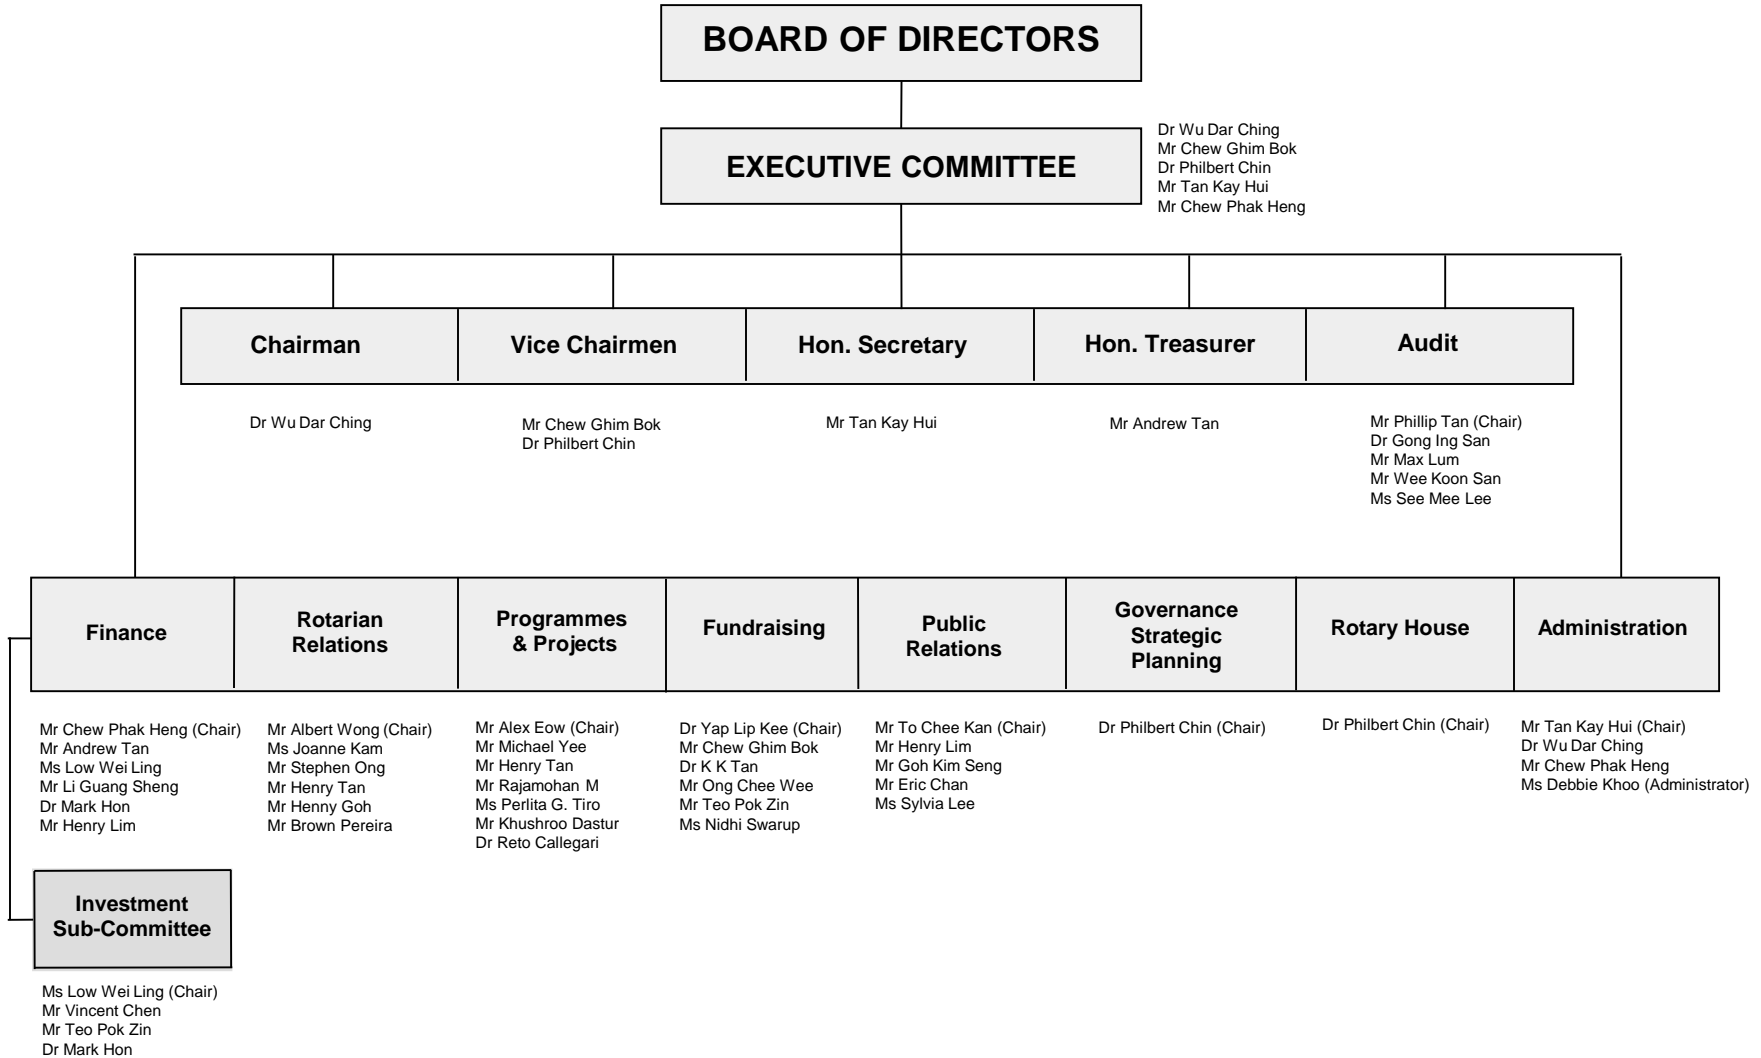 BOARD OF DIRECTORS
EXECUTIVE COMMITTEE
Dr Wu Dar Ching
Mr Chew Ghim Bok
Dr Philbert Chin
Mr Tan Kay Hui
Mr Chew Phak Heng
Chairman
Dr Wu Dar Ching
Vice Chairmen
Mr Chew Ghim Bok
Dr Philbert Chin
Hon. Secretary
Mr Tan Kay Hui
Hon. Treasurer
Mr Andrew Tan
Audit
Mr Phillip Tan (Chair)
Dr Gong Ing San
Mr Max Lum
Mr Wee Koon San
Ms See Mee Lee
Finance
Mr Chew Phak Heng (Chair)
Mr Andrew Tan
Ms Low Wei Ling
Mr Li Guang Sheng
Dr Mark Hon
Mr Henry Lim
Investment
Sub-Committee
Ms Low Wei Ling (Chair)
Mr Vincent Chen
Mr Teo Pok Zin
Dr Mark Hon
Rotarian
Relations
Mr Albert Wong (Chair)
Ms Joanne Kam
Mr Stephen Ong
Mr Henry Tan
Mr Henny Goh
Mr Brown Pereira
Programmes
& Projects
Mr Alex Eow (Chair)
Mr Michael Yee
Mr Henry Tan
Mr Rajamohan M
Ms Perlita G. Tiro
Mr Khushroo Dastur
Dr Reto Callegari
Fundraising
Dr Yap Lip Kee (Chair)
Mr Chew Ghim Bok
Dr K K Tan
Mr Ong Chee Wee
Mr Teo Pok Zin
Ms Nidhi Swarup
Public
Relations
Mr To Chee Kan (Chair)
Mr Henry Lim
Mr Goh Kim Seng
Mr Eric Chan
Ms Sylvia Lee
Governance
Strategic
Planning
Dr Philbert Chin (Chair)
Rotary House
Dr Philbert Chin (Chair)
Administration
Mr Tan Kay Hui (Chair)
Dr Wu Dar Ching
Mr Chew Phak Heng
Ms Debbie Khoo (Administrator)